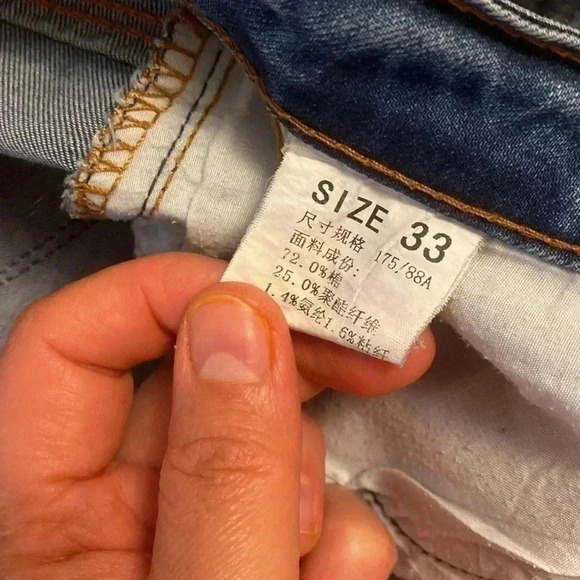 SIZE 33
尺寸规格 175/88A
面料成份:
72.0%棉
25.0%聚酯纤维
1.4%氨纶1.6%粘纤